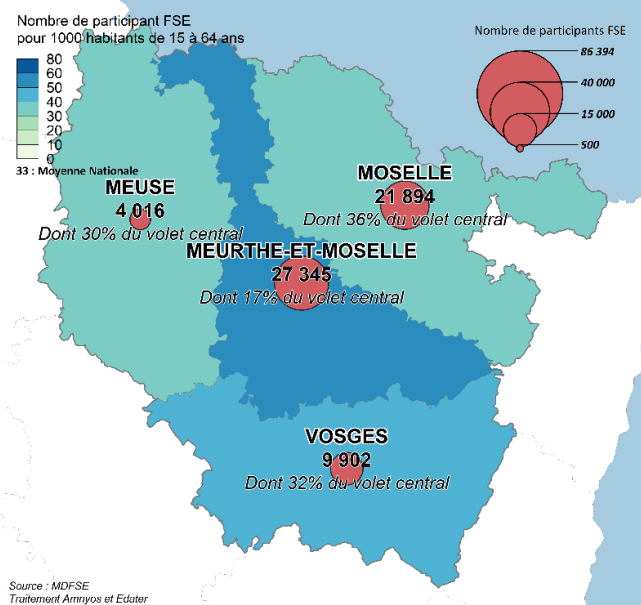 Nombre de participant FSE
pour 1000 habitants de 15 à 64 ans
80
60
50
40
30
20
10
0
33 : Moyenne Nationale
Nombre de participants FSE
86 394
40 000
15 000
500
MEUSE
4 016
Dont 30% du volet central
MOSELLE
21 894
Dont 36% du volet central
MEURTHE-ET-MOSELLE
27 345
Dont 17% du volet central
VOSGES
9 902
Dont 32% du volet central
Source : MDFSE
Traitement Amnyos et Edater